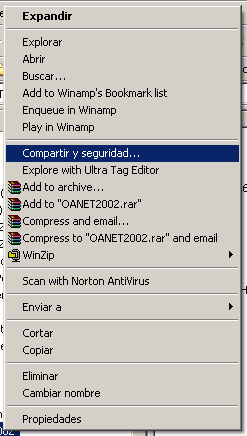 Expandir
Explorar
Abrir
Buscar...
Add to Winamp's Bookmark list
Enqueue in Winamp
Play in Winamp
Compartir y seguridad...
Explore with Ultra Tag Editor
Add to archive...
Add to "OANET2002.rar"
Compress and email...
Compress to "OANET2002.rar" and email
WinZip
Scan with Norton AntiVirus
Enviar a
Cortar
Copiar
Eliminar
Cambiar nombre
Propiedades